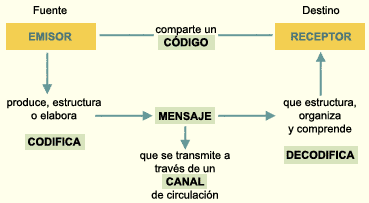 Fuente
Destino
EMISOR
comparte un
CÓDIGO
RECEPTOR
produce, estructura
o elabora
CODIFICA
MENSAJE
que se transmite a
través de un
CANAL
de circulación
que estructura,
organiza
y comprende
DECODIFICA